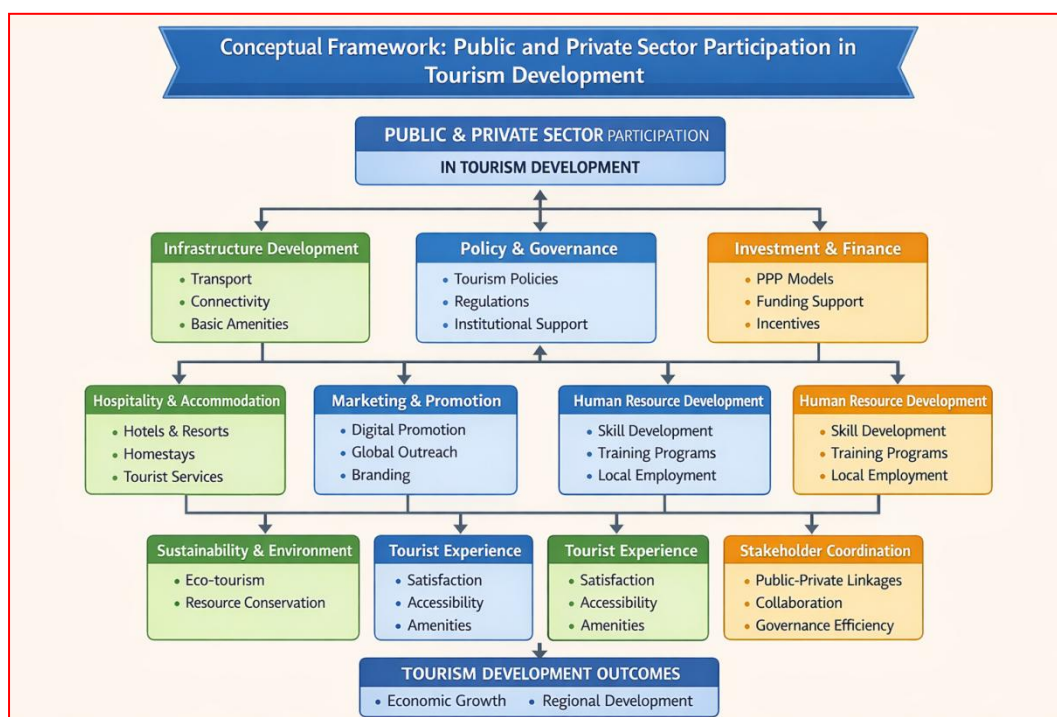 Conceptual Framework: Public and Private Sector Participation in
Tourism Development
PUBLIC & PRIVATE SECTOR PARTICIPATION
IN TOURISM DEVELOPMENT
Infrastructure Development
• Transport
• Connectivity
• Basic Amenities
Policy & Governance
• Tourism Policies
• Regulations
• Institutional Support
Investment & Finance
• PPP Models
• Funding Support
• Incentives
Hospitality & Accommodation
• Hotels & Resorts
• Homestays
• Tourist Services
Marketing & Promotion
• Digital Promotion
• Global Outreach
• Branding
Human Resource Development
• Skill Development
• Training Programs
• Local Employment
Human Resource Development
• Skill Development
• Training Programs
• Local Employment
Sustainability & Environment
• Eco-tourism
• Resource Conservation
Tourist Experience
• Satisfaction
• Accessibility
• Amenities
Tourist Experience
• Satisfaction
• Accessibility
• Amenities
Stakeholder Coordination
• Public-Private Linkages
• Collaboration
• Governance Efficiency
TOURISM DEVELOPMENT OUTCOMES
• Economic Growth • Regional Development